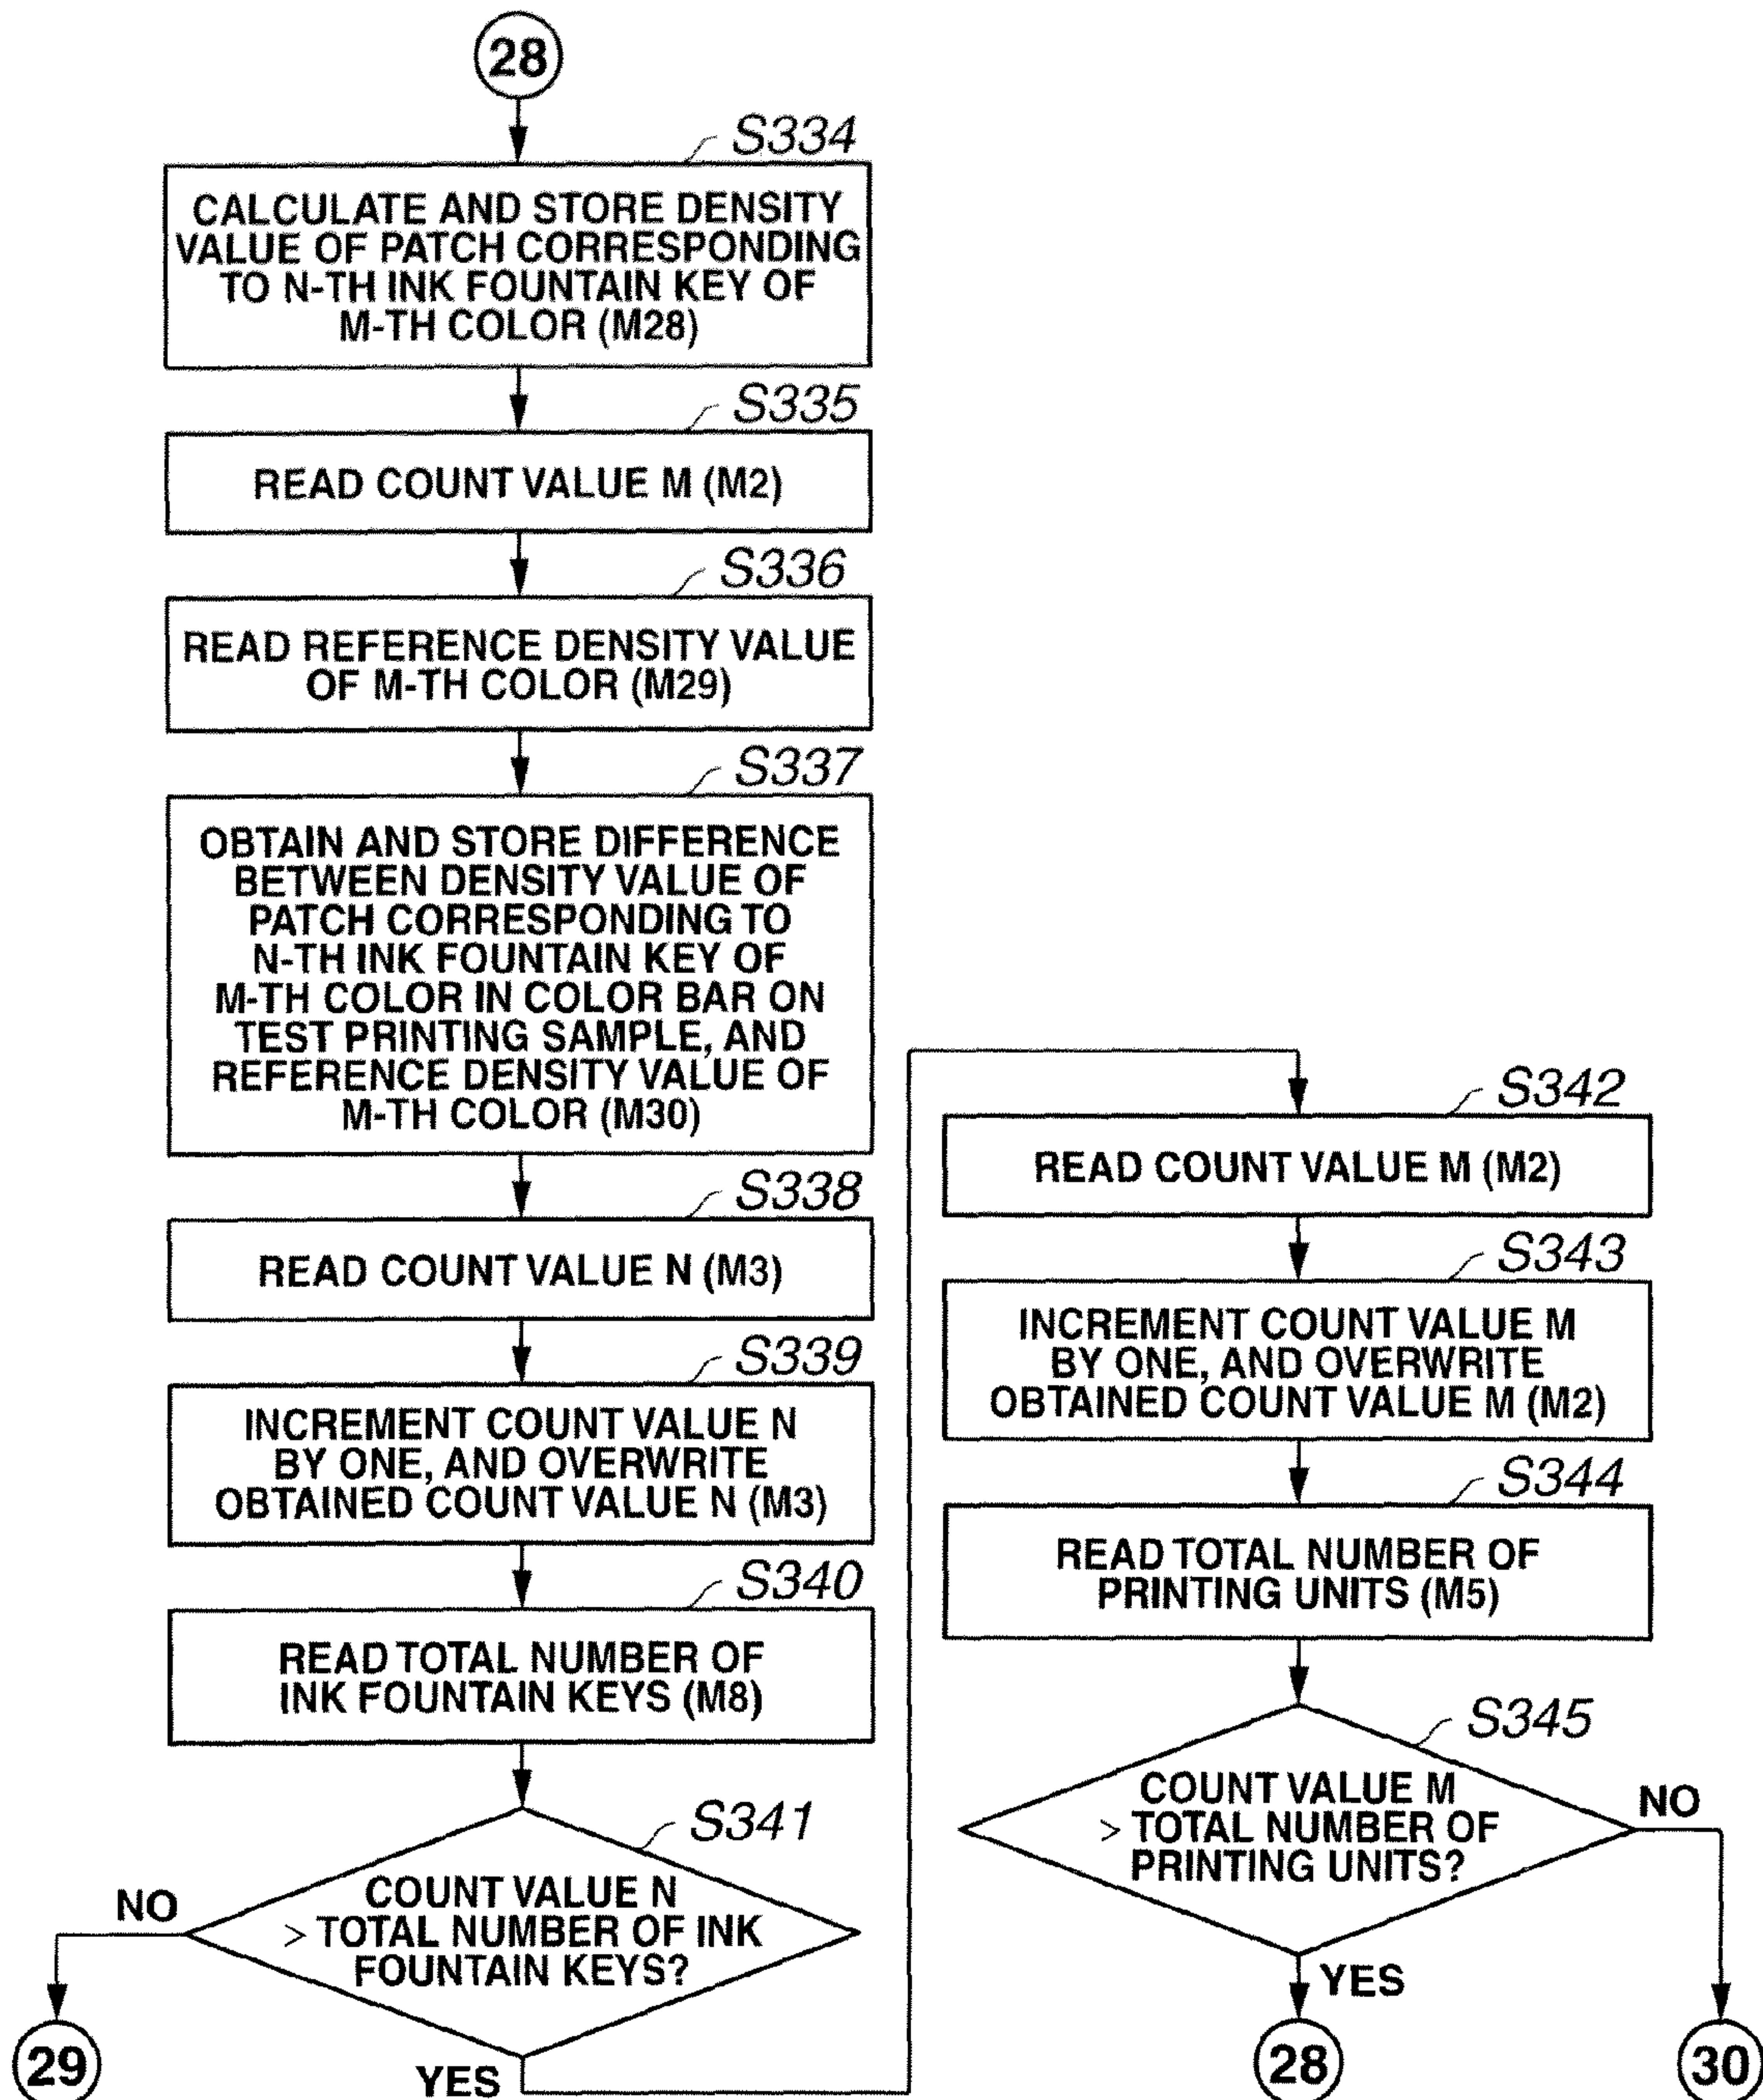 28
S334
CALCULATE AND STORE DENSITY
VALUE OF PATCH CORRESPONDING
TO N-TH INK FOUNTAIN KEY OF
M-TH COLOR (M28)
S335
READ COUNT VALUE M (M2)
S336
READ REFERENCE DENSITY VALUE
OF M-TH COLOR (M29)
S337
OBTAIN AND STORE DIFFERENCE
BETWEEN DENSITY VALUE OF
PATCH CORRESPONDING TO
N-TH INK FOUNTAIN KEY OF
M-TH COLOR IN COLOR BAR ON
TEST PRINTING SAMPLE, AND
REFERENCE DENSITY VALUE OF
M-TH COLOR (M30)
S338
READ COUNT VALUE N (M3)
S339
INCREMENT COUNT VALUE N
BY ONE, AND OVERWRITE
OBTAINED COUNT VALUE N (M3)
S340
READ TOTAL NUMBER OF
INK FOUNTAIN KEYS (M8)
S341
COUNT VALUE N
> TOTAL NUMBER OF INK
FOUNTAIN KEYS?
NO
29
YES
S342
READ COUNT VALUE M (M2)
S343
INCREMENT COUNT VALUE M
BY ONE, AND OVERWRITE
OBTAINED COUNT VALUE M (M2)
S344
READ TOTAL NUMBER OF
PRINTING UNITS (M5)
S345
COUNT VALUE M
> TOTAL NUMBER OF
PRINTING UNITS?
NO
YES
28
30